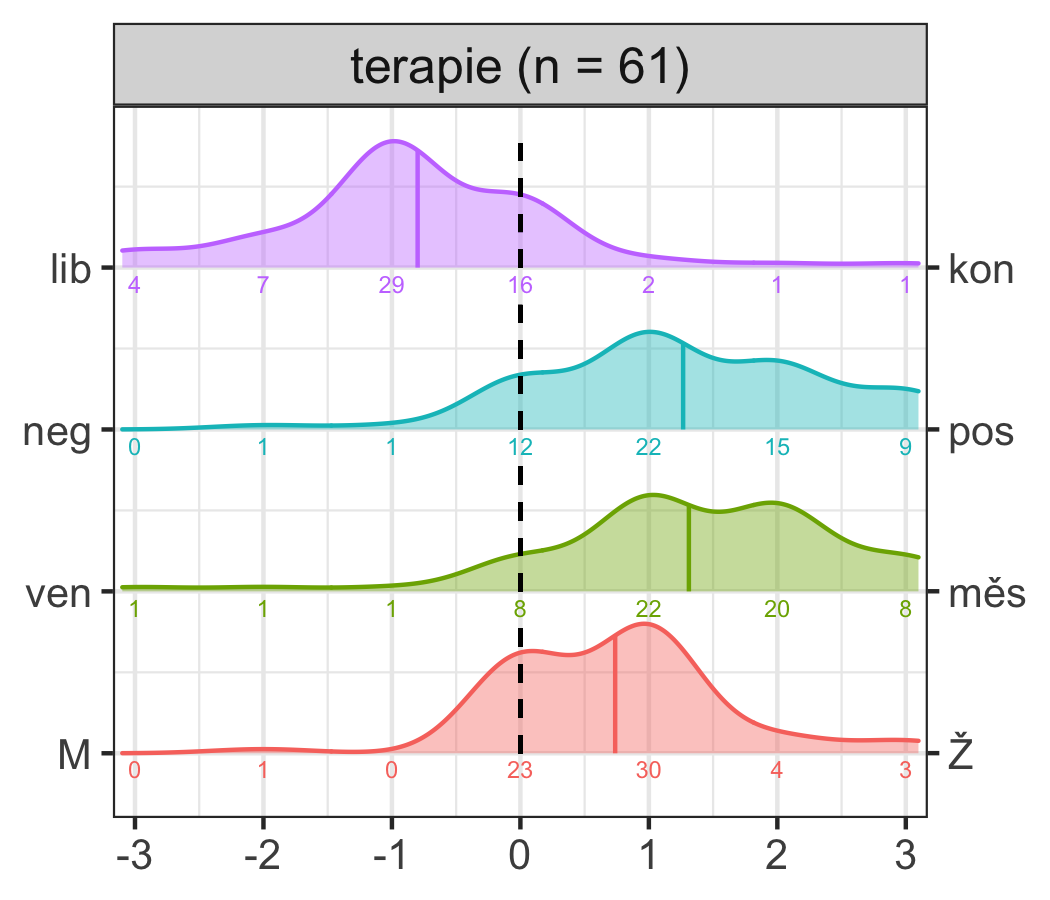 terapie (n = 61)
lib kon
4 7 29 16 2 1 1
neg pos
0 1 1 12 22 15 9
ven měs
1 1 1 8 22 20 8
M Ž
0 1 0 23 30 4 3
-3 -2 -1 0 1 2 3